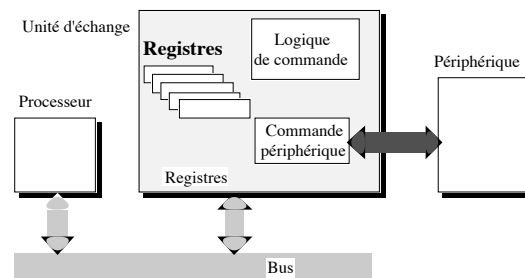 Unité d'échange
Registres
Logique
de commande
Périphérique
Processeur
Commande
périphérique
Registres
Bus